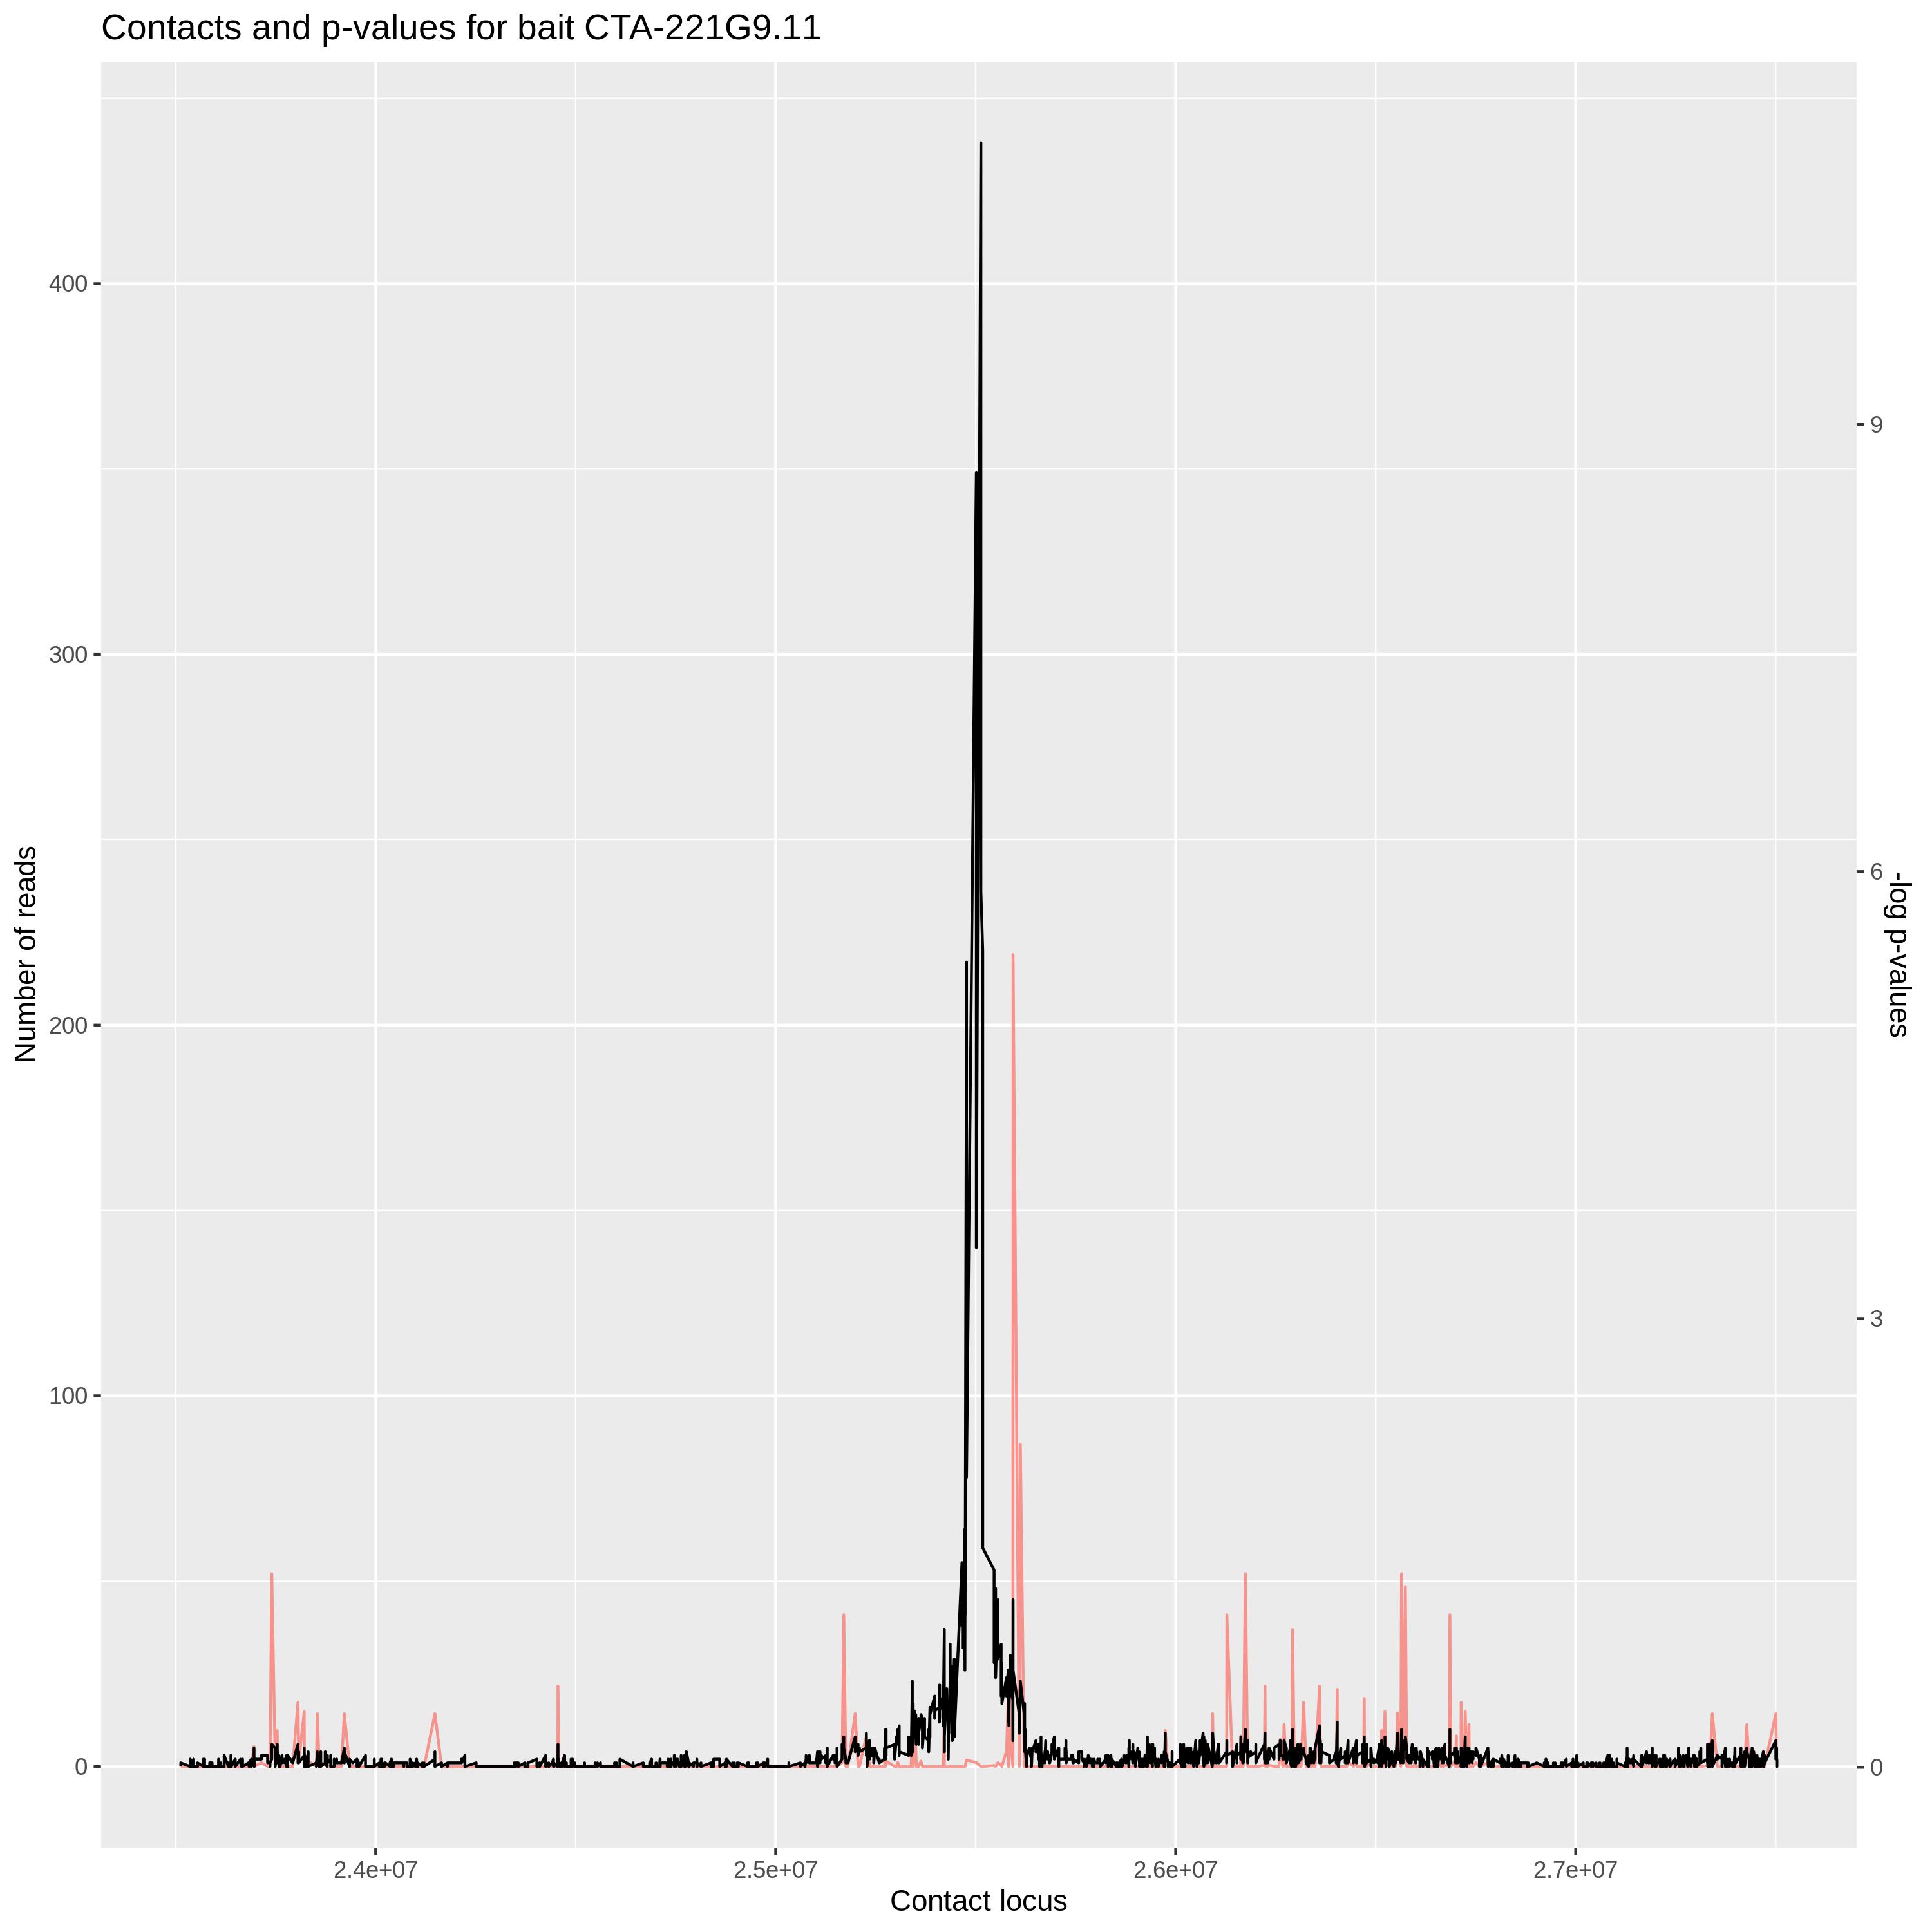 Contacts and p-values for bait CTA-221G9.11
400
300
200
100
0
Number of reads
9
6
3
0
-log p-values
2.4e+07
2.5e+07
2.6e+07
2.7e+07
Contact locus